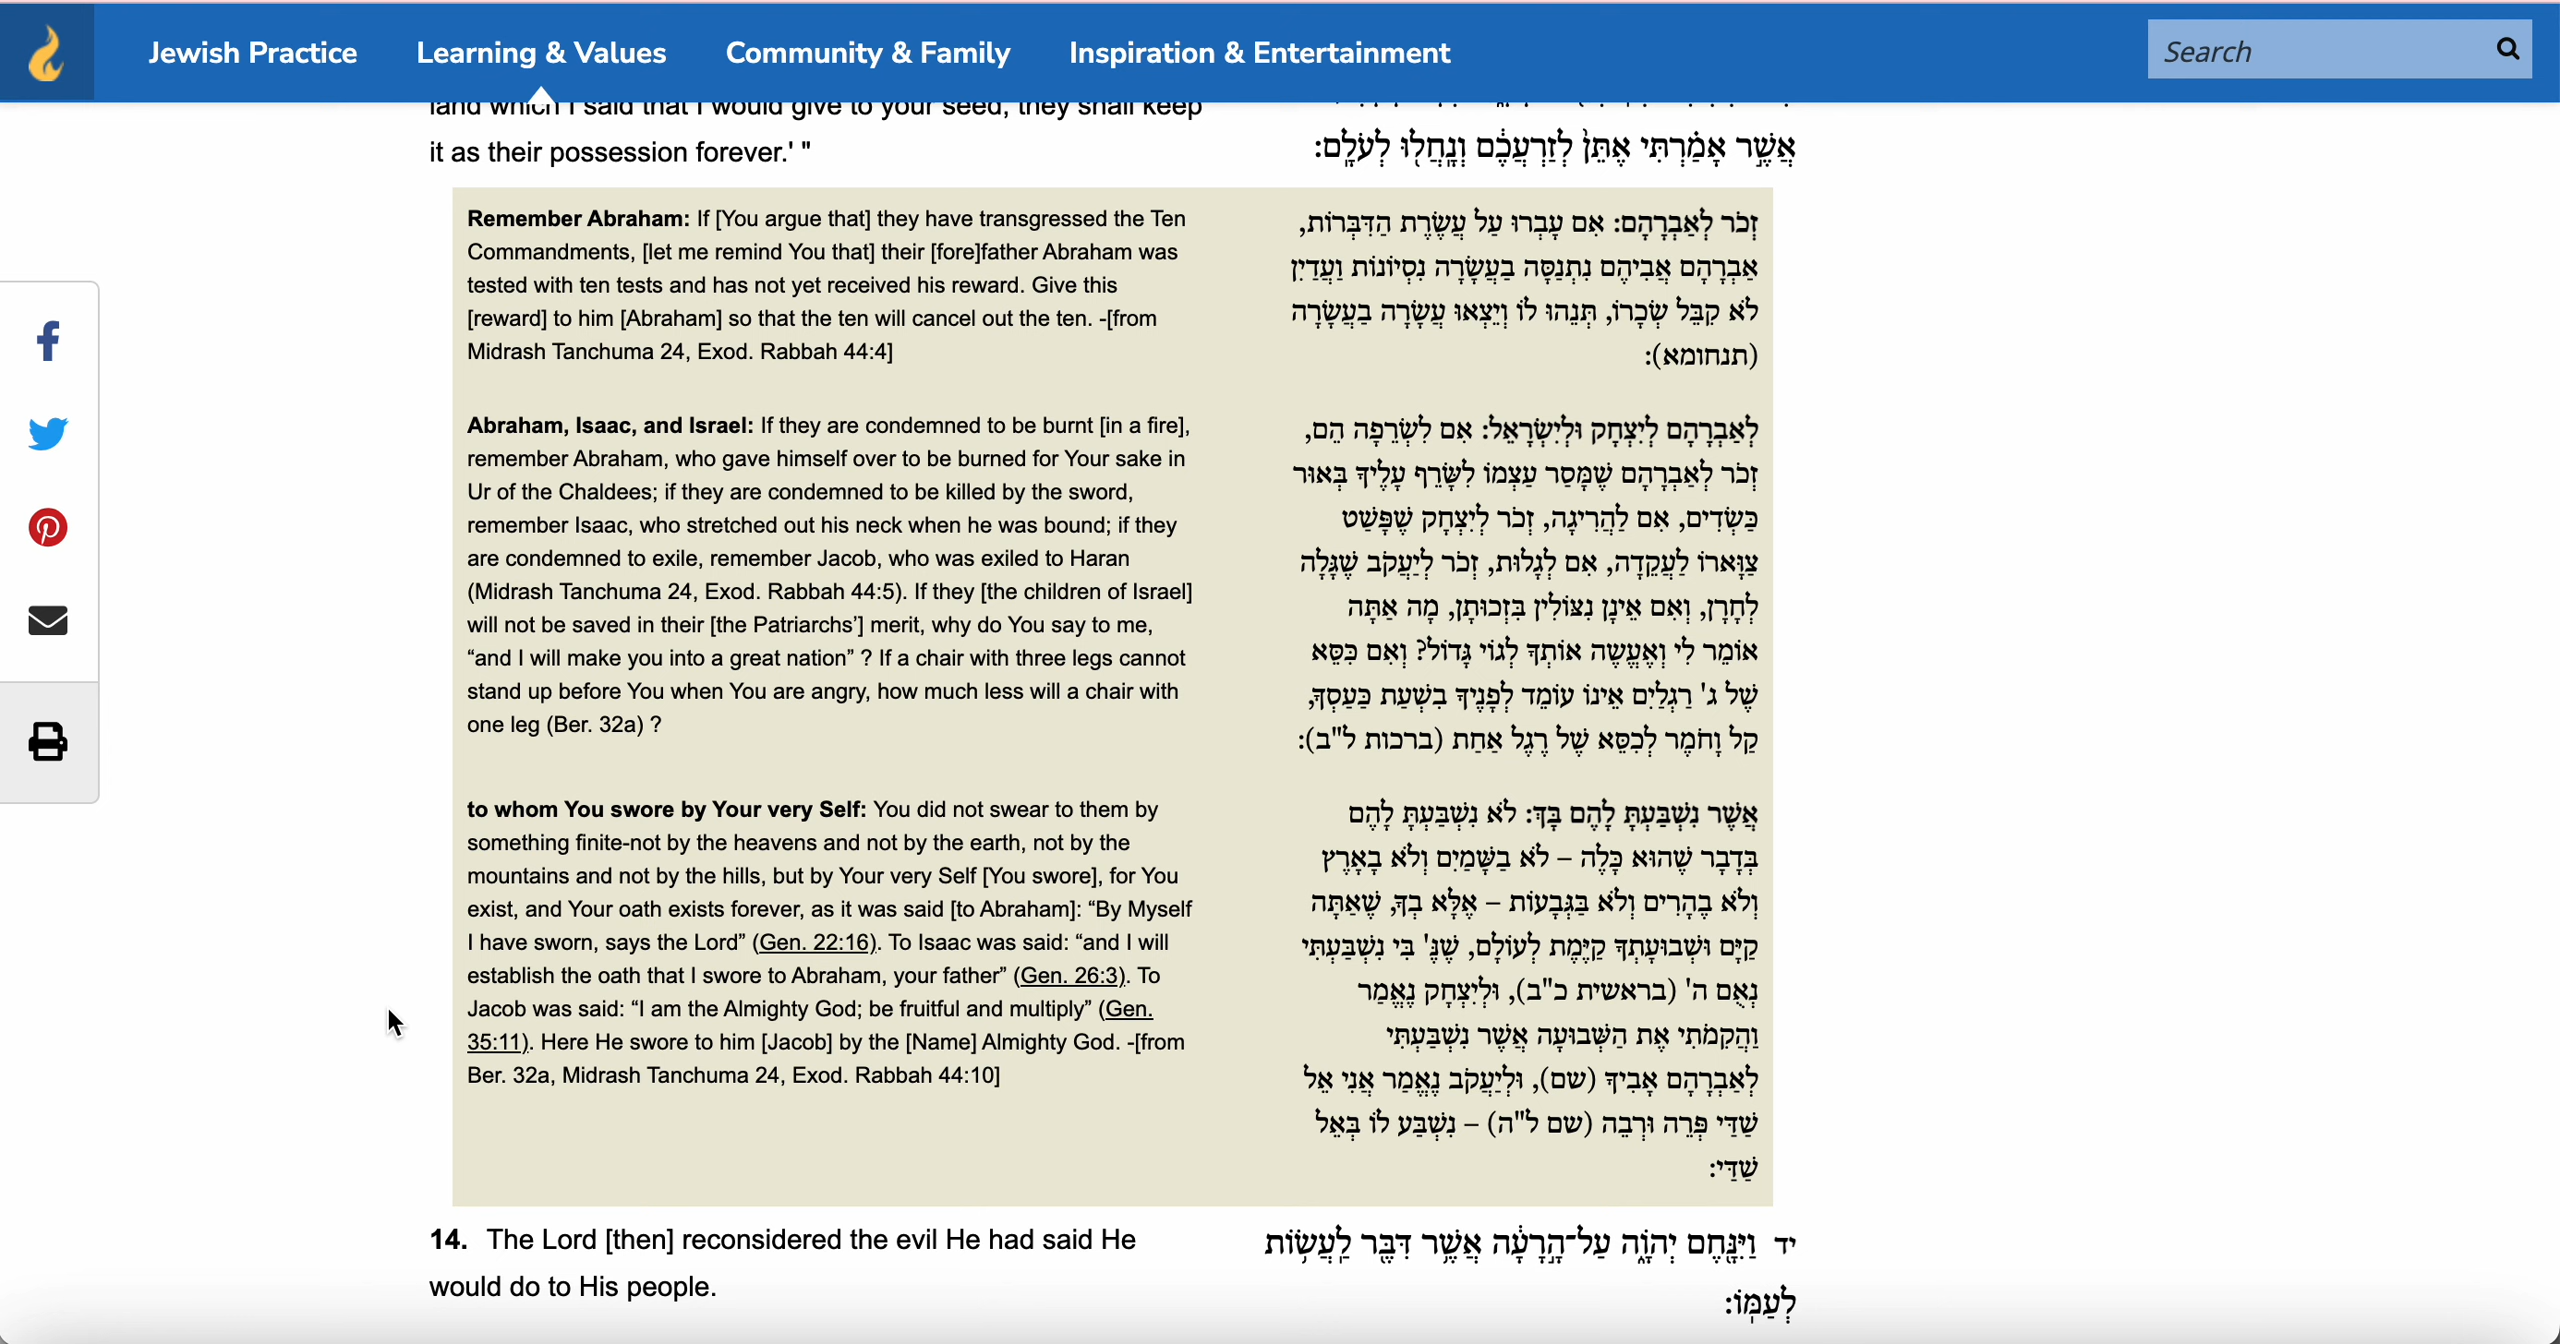 Jewish Practice Learning & Values Community & Family Inspiration & Entertainment Search
land which I said that I would give to your seed, they shall keep
it as their possession forever.' "
אֲשֶׁ֣ר אָמַ֗רְתִּי אֶתֵּן֙ לְזַרְעֲכֶ֔ם וְנָֽחֲל֖וּ לְעֹלָֽם:
Remember Abraham: If [You argue that] they have transgressed the Ten
Commandments, [let me remind You that] their [fore]father Abraham was
tested with ten tests and has not yet received his reward. Give this
[reward] to him [Abraham] so that the ten will cancel out the ten. -[from
Midrash Tanchuma 24, Exod. Rabbah 44:4]
זְכֹר לְאַבְרָהָם: אִם עָבְרוּ עַל עֲשֶׂרֶת הַדִּבְּרוֹת,
אַבְרָהָם אֲבִיהֶם נִתְנַסָּה בַעֲשָׂרָה נִסְיוֹנוֹת וַעֲדַיִן
לֹא קִבֵּל שְׂכָרוֹ, תְּנֵהוּ לוֹ וְיֵצְאוּ עֲשָׂרָה בַעֲשָׂרָה
(תנחומא):
Abraham, Isaac, and Israel: If they are condemned to be burnt [in a fire],
remember Abraham, who gave himself over to be burned for Your sake in
Ur of the Chaldees; if they are condemned to be killed by the sword,
remember Isaac, who stretched out his neck when he was bound; if they
are condemned to exile, remember Jacob, who was exiled to Haran
(Midrash Tanchuma 24, Exod. Rabbah 44:5). If they [the children of Israel]
will not be saved in their [the Patriarchs’] merit, why do You say to me,
“and I will make you into a great nation” ? If a chair with three legs cannot
stand up before You when You are angry, how much less will a chair with
one leg (Ber. 32a) ?
לְאַבְרָהָם לְיִצְחָק וּלְיִשְׂרָאֵל: אִם לִשְׂרֵפָה הֵם,
זְכֹר לְאַבְרָהָם שֶׁמָּסַר עַצְמוֹ לִשָּׂרֵף עָלֶיךָ בְּאוּר
כַּשְׂדִּים, אִם לַהֲרִיגָה, זְכֹר לְיִצְחָק שֶׁפָּשַׁט
צַוָּארוֹ לַעֲקֵדָה, אִם לְגָלוּת, זְכֹר לְיַעֲקֹב שֶׁגָּלָה
לְחָרָן, וְאִם אֵינָן נִצּוֹלִין בִּזְכוּתָן, מָה אַתָּה
אוֹמֵר לִי וְאֶעֱשֶׂה אוֹתְךָ לְגוֹי גָּדוֹל? וְאִם כִּסֵּא
שֶׁל ג' רַגְלַיִם אֵינוֹ עוֹמֵד לְפָנֶיךָ בִשְׁעַת כַּעַסְךָ,
קַל וָחֹמֶר לְכִסֵּא שֶׁל רֶגֶל אַחַת (ברכות ל"ב):
to whom You swore by Your very Self: You did not swear to them by
something finite-not by the heavens and not by the earth, not by the
mountains and not by the hills, but by Your very Self [You swore], for You
exist, and Your oath exists forever, as it was said [to Abraham]: “By Myself
I have sworn, says the Lord” (Gen. 22:16). To Isaac was said: “and I will
establish the oath that I swore to Abraham, your father” (Gen. 26:3). To
Jacob was said: “I am the Almighty God; be fruitful and multiply” (Gen.
35:11). Here He swore to him [Jacob] by the [Name] Almighty God. -[from
Ber. 32a, Midrash Tanchuma 24, Exod. Rabbah 44:10]
אֲשֶׁר נִשְׁבַּעְתָּ לָהֶם בָּךְ: לֹא נִשְׁבַּעְתָּ לָהֶם
בְּדָבָר שֶׁהוּא כָּלֶה – לֹא בַשָּׁמַיִם וְלֹא בָאָרֶץ
וְלֹא בֶהָרִים וְלֹא בַגְּבָעוֹת – אֶלָּא בְךָ, שֶׁאַתָּה
קַיָּם וּשְׁבוּעָתְךָ קַיֶּמֶת לְעוֹלָם, שֶׁנֶּ' בִּי נִשְׁבַּעְתִּי
נְאֻם ה' (בראשית כ"ב), וּלְיִצְחָק נֶאֱמַר
וַהֲקִמֹתִי אֶת הַשְּׁבוּעָה אֲשֶׁר נִשְׁבַּעְתִּי
לְאַבְרָהָם אָבִיךָ (שם), וּלְיַעֲקֹב נֶאֱמַר אֲנִי אֵל
שַׁדַּי פְּרֵה וּרְבֵה (שם ל"ה) – נִשְׁבַּע לוֹ בְּאֵל
שַׁדַּי:
14. The Lord [then] reconsidered the evil He had said He
would do to His people.
יד וַיִּנָּ֖חֶם יְהֹוָ֑ה עַל־הָ֣רָעָ֔ה אֲשֶׁ֥ר דִּבֶּ֖ר לַֽעֲשׂ֥וֹת
לְעַמּֽוֹ: